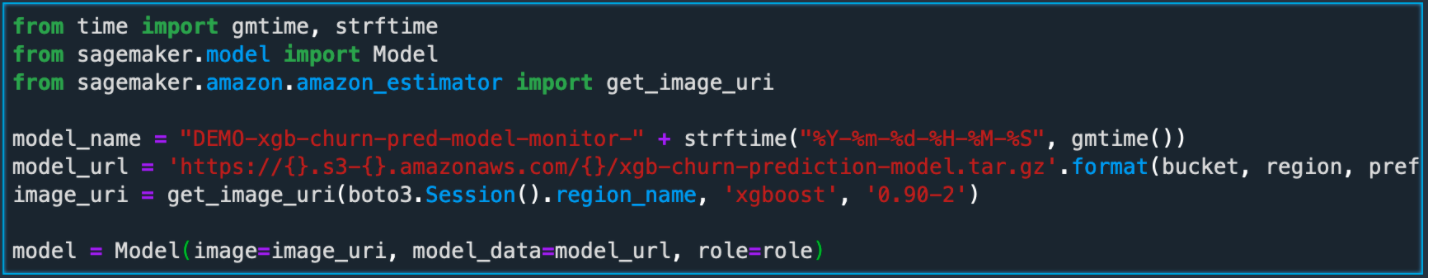 from time import gmtime, strftime
from sagemaker.model import Model
from sagemaker.amazon.amazon_estimator import get_image_uri
model_name = "DEMO-xgb-churn-pred-model-monitor-" + strftime("%Y-%m-%d-%H-%M-%S", gmtime())
model_url = 'https://{}.s3-{}.amazonaws.com/{}/xgb-churn-prediction-model.tar.gz'.format(bucket, region, pref
image_uri = get_image_uri(boto3.Session().region_name, 'xgboost', '0.90-2')
model = Model(image=image_uri, model_data=model_url, role=role)